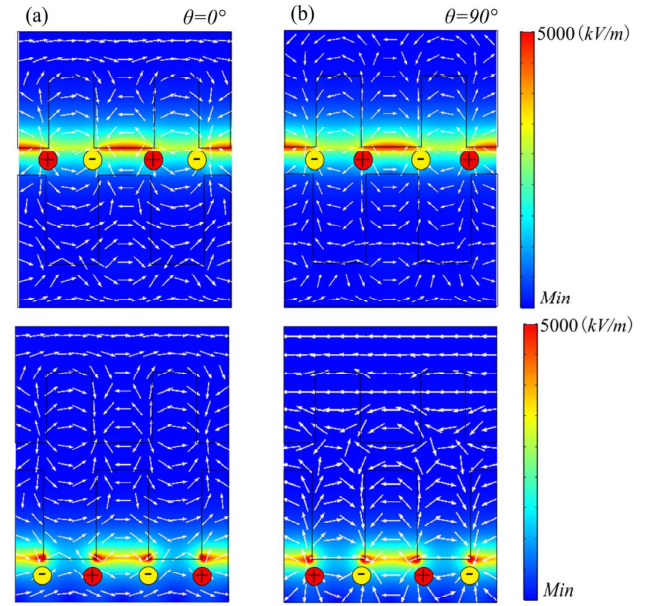 (a) θ=0° (b) θ=90°
5000 (kV/m)
+ - + -
- + - +
Min
5000 (kV/m)
- + - +
+ - + -
Min